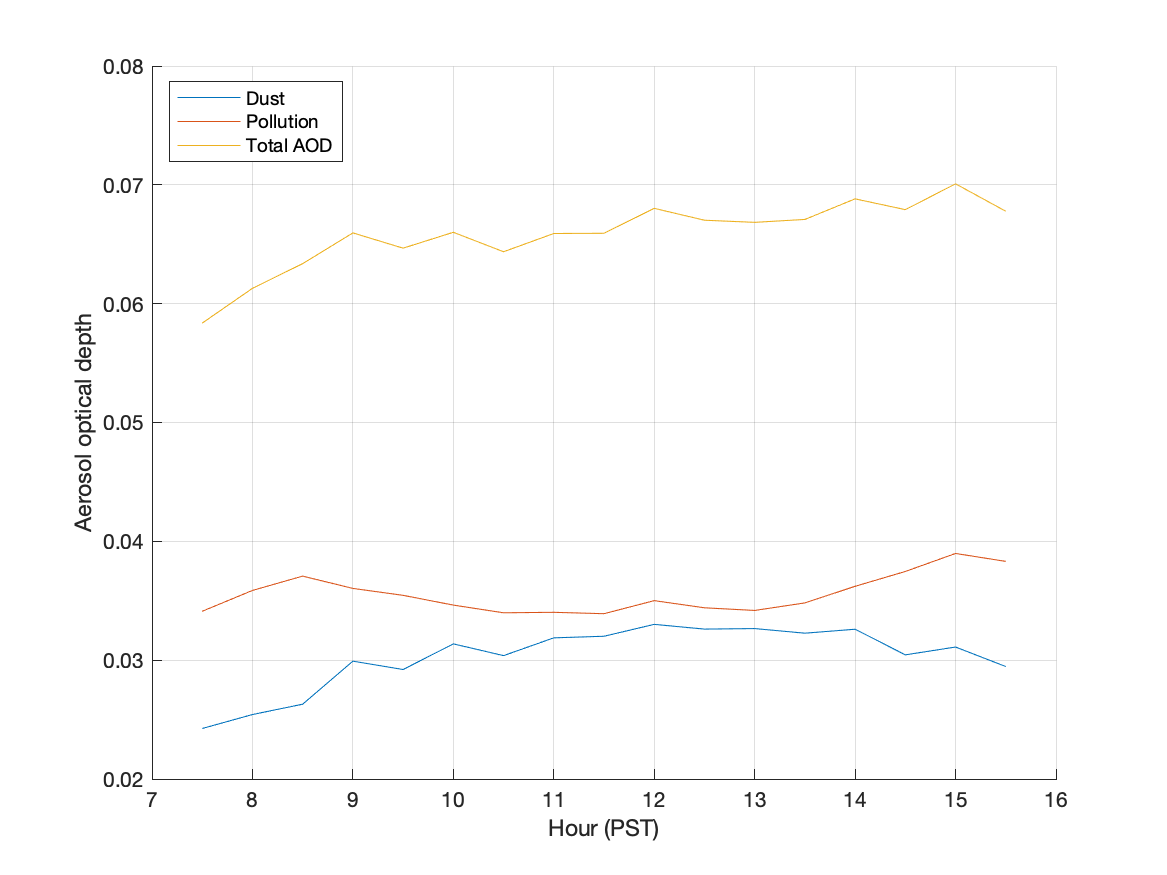 0.08
Dust
Pollution
Total AOD
0.07
0.06
0.05
0.04
0.03
0.02
Aerosol optical depth
7 8 9 10 11 12 13 14 15 16
Hour (PST)